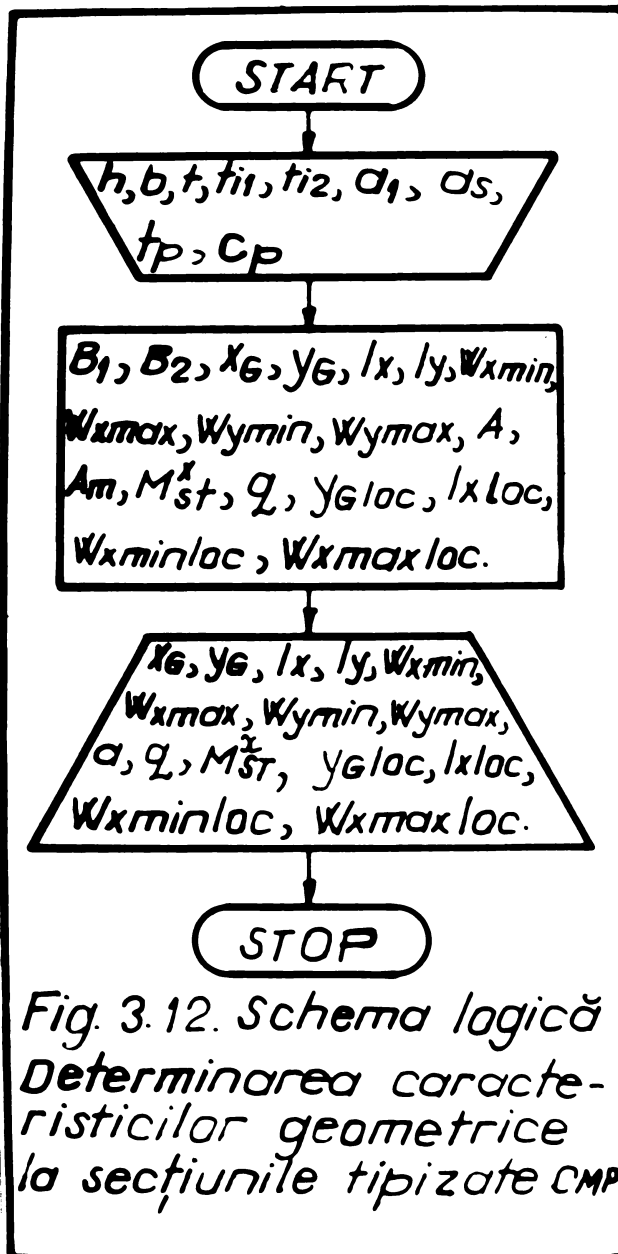 START
h, b, t, ti1, ti2, a1, as,
tp, cp
B1, B2, xG, yG, Ix, Iy, Wxmin,
Wxmax, Wymin, Wymax, A,
Am, M^x_st, q, yGloc, Ixloc,
Wxminloc, Wxmaxloc.
xG, yG, Ix, Iy, Wxmin,
Wxmax, Wymin, Wymax,
a, q, M^x_ST, yGloc, Ixloc,
Wxminloc, Wxmaxloc.
STOP
Fig. 3.12. Schema logică
Determinarea caracte-
risticilor geometrice
la secțiunile tipizate CMP